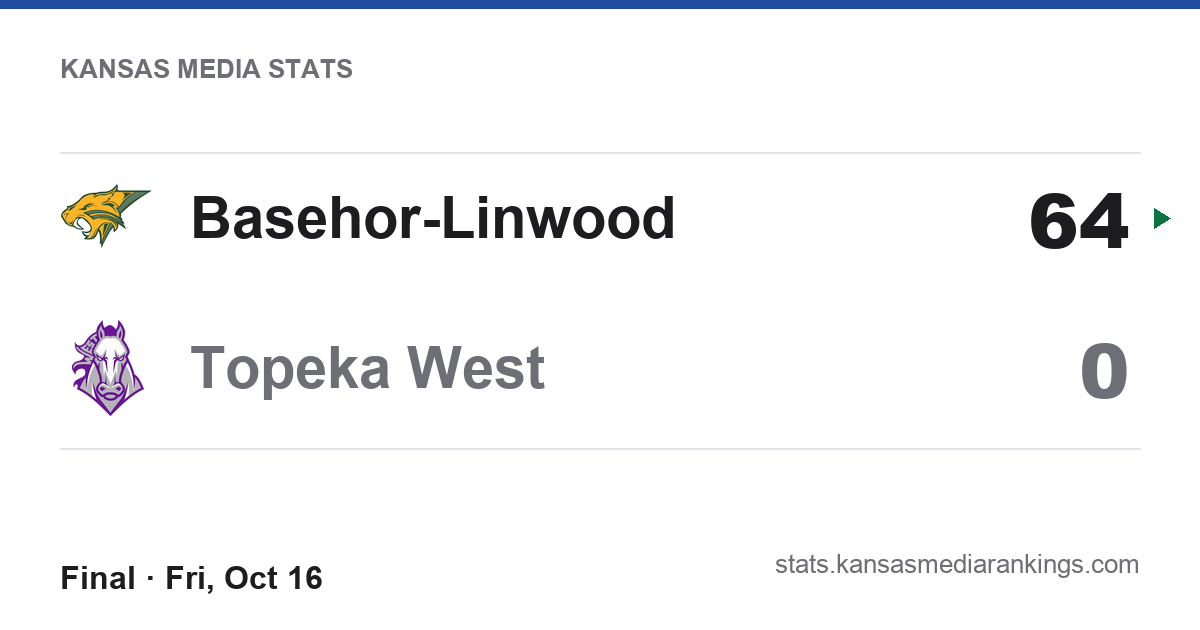 KANSAS MEDIA STATS
Basehor-Linwood 64
Topeka West 0
Final · Fri, Oct 16
stats.kansasmediarankings.com